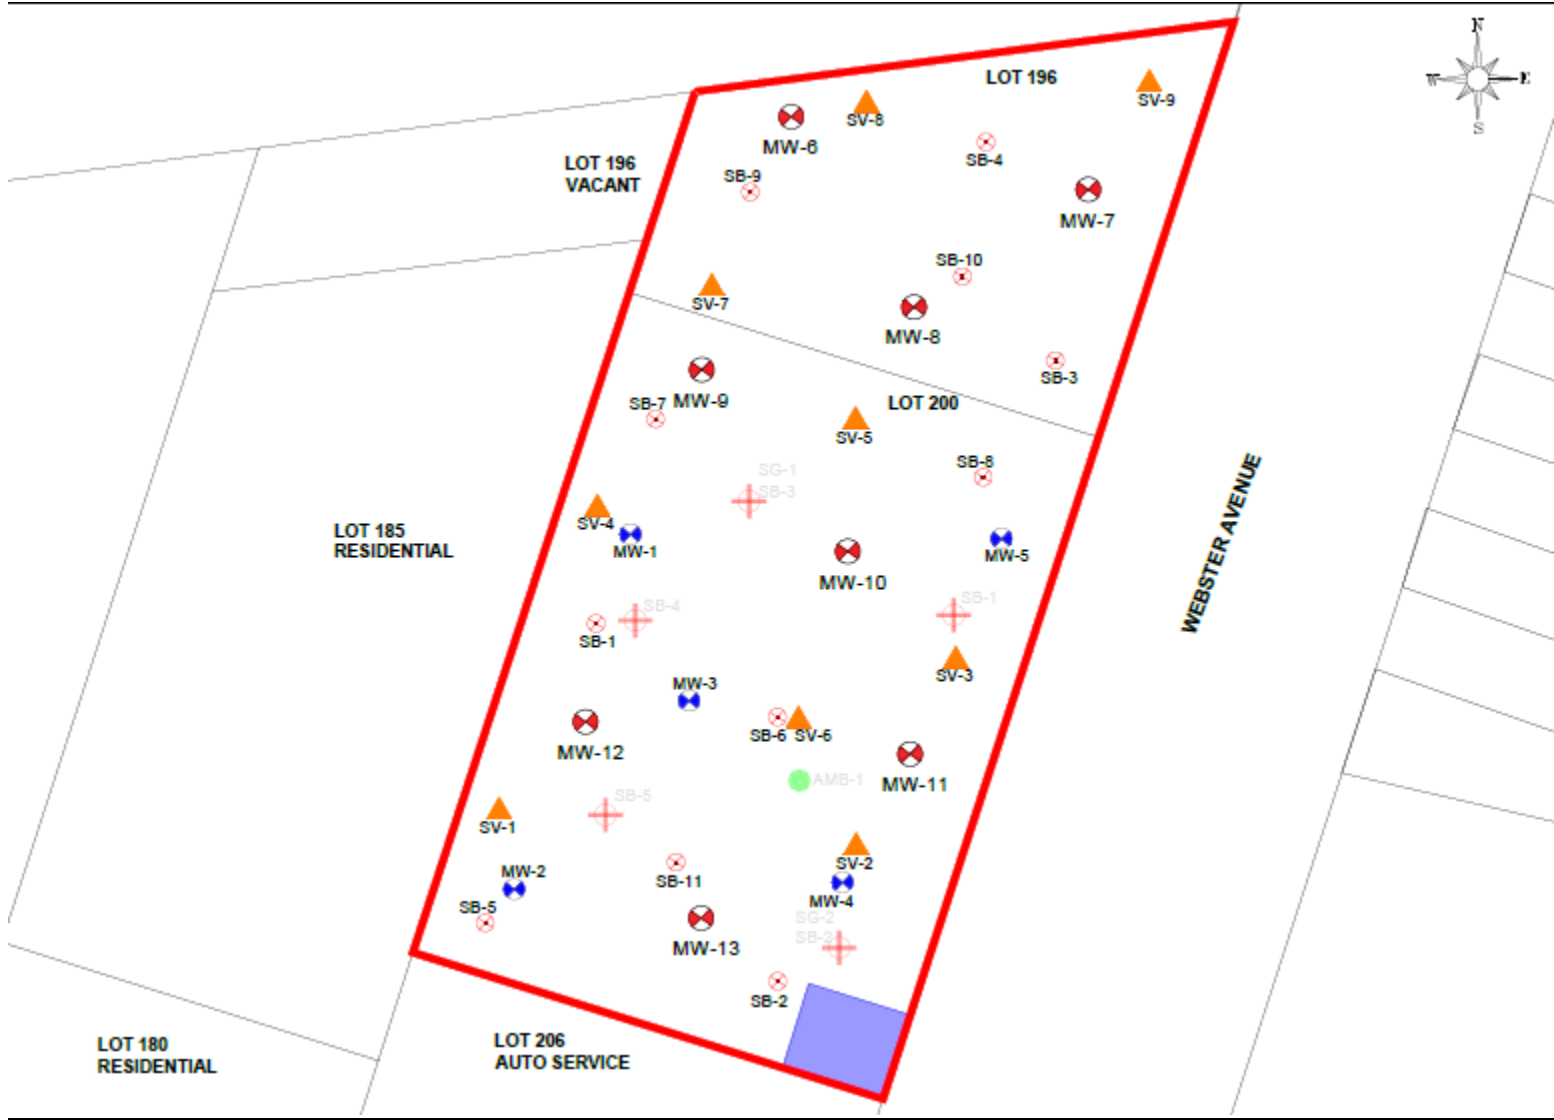 N
W
E
S
LOT 196
SV-9
SV-8
MW-6
SB-4
LOT 196
VACANT
SB-9
MW-7
SB-10
SV-7
MW-8
SB-3
SB-7
MW-9
LOT 200
SV-5
SB-8
SG-1
SB-3
SV-4
MW-1
MW-5
LOT 185
RESIDENTIAL
WEBSTER AVENUE
MW-10
SB-4
SB-1
SB-1
SV-3
MW-3
SB-6
SV-6
MW-12
AMB-1
MW-11
SB-5
SV-1
SV-2
MW-2
SB-11
MW-4
SB-5
SG-2
SB-2
MW-13
SB-2
LOT 206
AUTO SERVICE
LOT 180
RESIDENTIAL